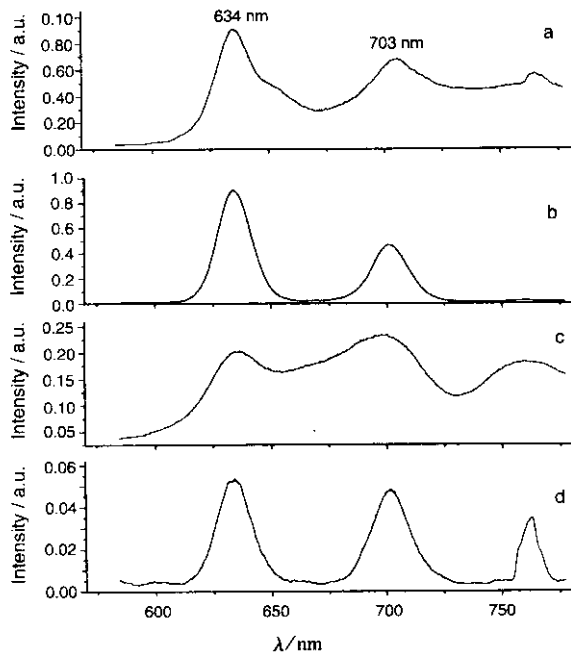 634 nm
703 nm
a
Intensity / a.u.
0.10
0.80
0.60
0.40
0.20
0.00
b
Intensity / a.u.
1.0
0.8
0.6
0.4
0.2
0.0
c
Intensity / a.u.
0.25
0.20
0.15
0.10
0.05
d
Intensity / a.u.
0.06
0.04
0.02
0.00
600 650 700 750
λ/nm